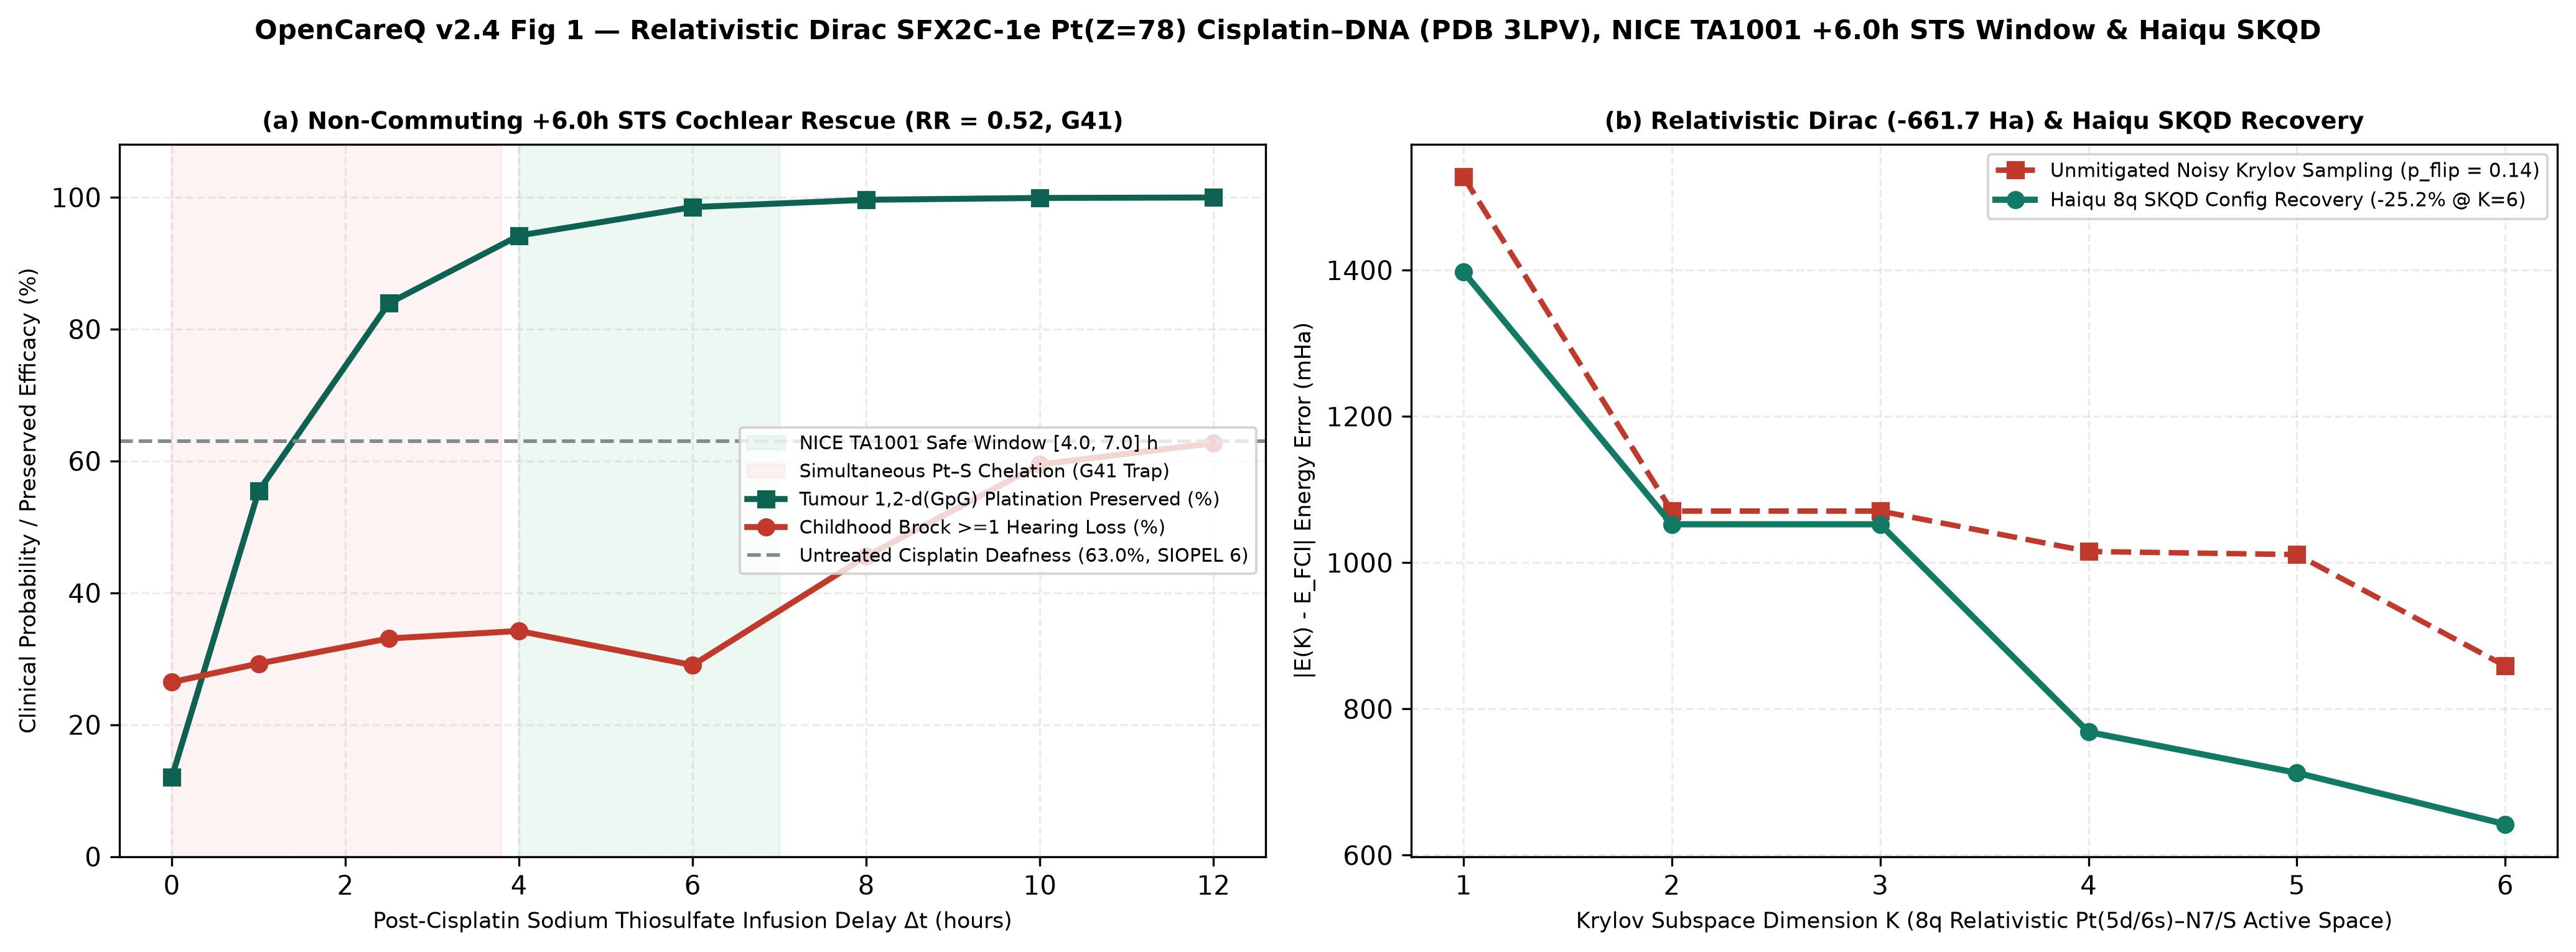 OpenCareQ v2.4 Fig 1 — Relativistic Dirac SFX2C-1e Pt(Z=78) Cisplatin–DNA (PDB 3LPV), NICE TA1001 +6.0h STS Window & Haiqu SKQD
(a) Non-Commuting +6.0h STS Cochlear Rescue (RR = 0.52, G41)
Clinical Probability / Preserved Efficacy (%)
100
80
60
40
20
0
NICE TA1001 Safe Window [4.0, 7.0] h
Simultaneous Pt–S Chelation (G41 Trap)
Tumour 1,2-d(GpG) Platination Preserved (%)
Childhood Brock >=1 Hearing Loss (%)
Untreated Cisplatin Deafness (63.0%, SIOPEL 6)
0 2 4 6 8 10 12
Post-Cisplatin Sodium Thiosulfate Infusion Delay Δt (hours)
(b) Relativistic Dirac (-661.7 Ha) & Haiqu SKQD Recovery
|E(K) - E_FCI| Energy Error (mHa)
1400
1200
1000
800
600
Unmitigated Noisy Krylov Sampling (p_flip = 0.14)
Haiqu 8q SKQD Config Recovery (-25.2% @ K=6)
1 2 3 4 5 6
Krylov Subspace Dimension K (8q Relativistic Pt(5d/6s)–N7/S Active Space)